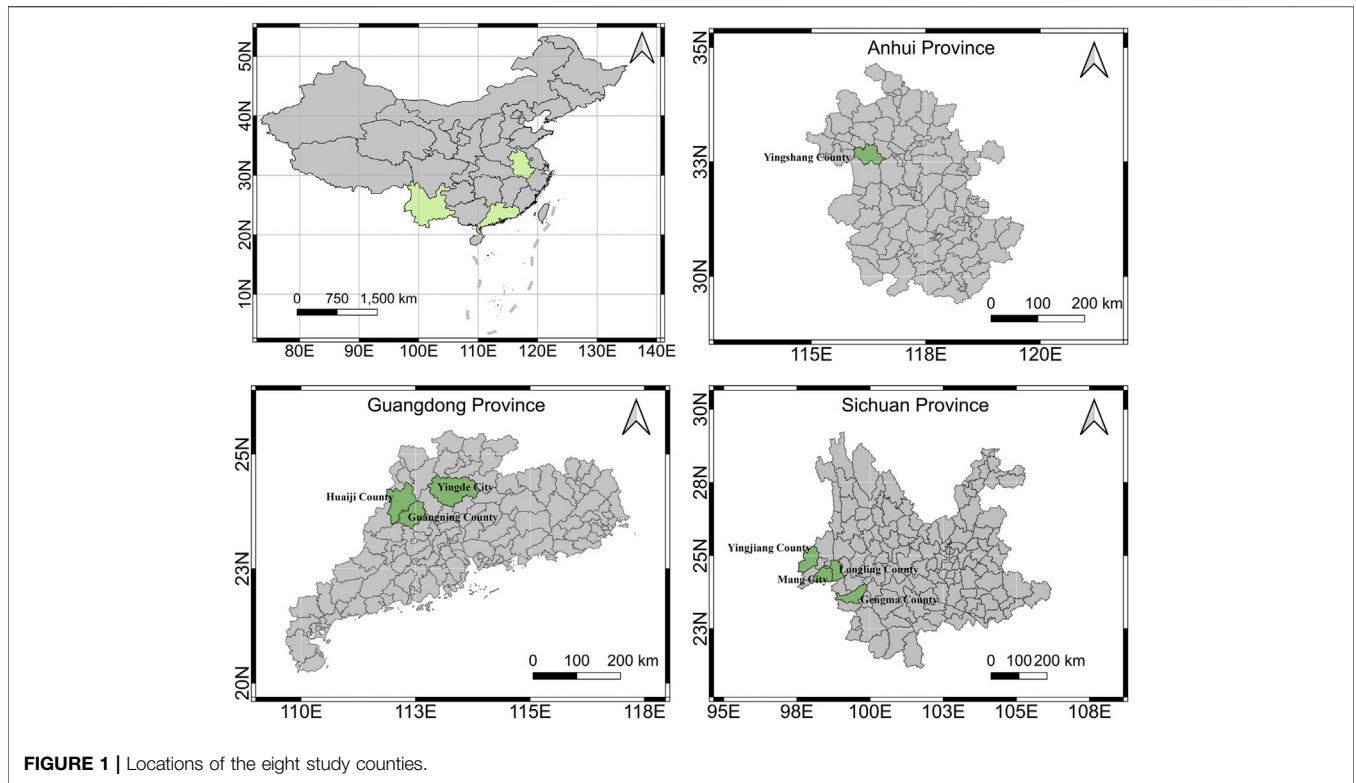 50N
40N
30N
20N
10N
0 750 1,500 km
80E 90E 100E 110E 120E 130E 140E
Anhui Province
35N
Yingshang County
33N
30N
0 100 200 km
115E 118E 120E
Guangdong Province
25N
Yingde City
Huaiji County
Guangning County
23N
0 100 200 km
20N
110E 113E 115E 118E
Sichuan Province
30N
28N
Yingjiang County
25N
Longling County
Mang City
Gengma County
23N
0 100 200 km
95E 98E 100E 103E 105E 108E
FIGURE 1 | Locations of the eight study counties.